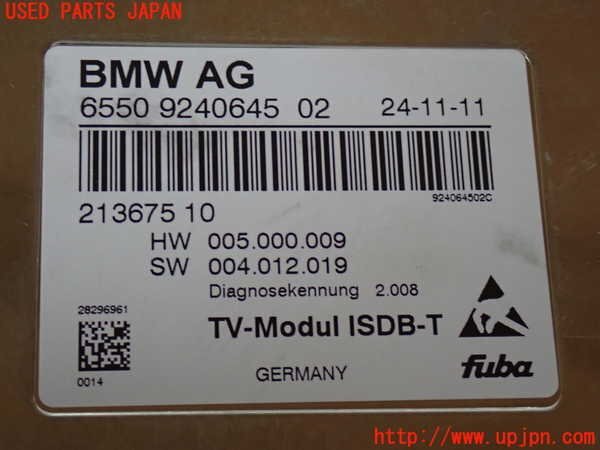 USED PARTS JAPAN
BMW AG
6550 9240645 02 24-11-11
924064502C
213675 10
HW 005.000.009
SW 004.012.019
Diagnosekennung 2.008
28296961
TV-Modul ISDB-T
0014
GERMANY
fuba
http://www.upjpn.com/